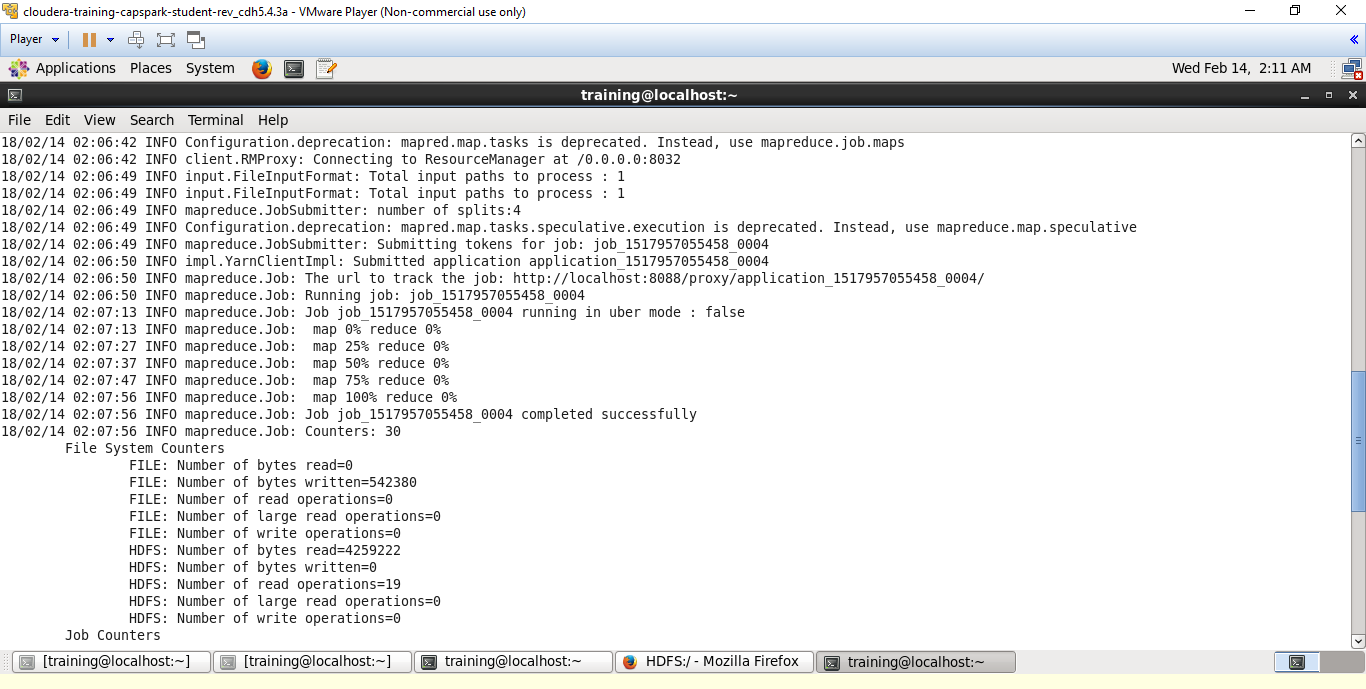 cloudera-training-capspark-student-rev_cdh5.4.3a - VMware Player (Non-commercial use only)
Player
Applications Places System Wed Feb 14, 2:11 AM
training@localhost:~
File Edit View Search Terminal Help
18/02/14 02:06:42 INFO Configuration.deprecation: mapred.map.tasks is deprecated. Instead, use mapreduce.job.maps
18/02/14 02:06:42 INFO client.RMProxy: Connecting to ResourceManager at /0.0.0.0:8032
18/02/14 02:06:49 INFO input.FileInputFormat: Total input paths to process : 1
18/02/14 02:06:49 INFO input.FileInputFormat: Total input paths to process : 1
18/02/14 02:06:49 INFO mapreduce.JobSubmitter: number of splits:4
18/02/14 02:06:49 INFO Configuration.deprecation: mapred.map.tasks.speculative.execution is deprecated. Instead, use mapreduce.map.speculative
18/02/14 02:06:49 INFO mapreduce.JobSubmitter: Submitting tokens for job: job_1517957055458_0004
18/02/14 02:06:50 INFO impl.YarnClientImpl: Submitted application application_1517957055458_0004
18/02/14 02:06:50 INFO mapreduce.Job: The url to track the job: http://localhost:8088/proxy/application_1517957055458_0004/
18/02/14 02:06:50 INFO mapreduce.Job: Running job: job_1517957055458_0004
18/02/14 02:07:13 INFO mapreduce.Job: Job job_1517957055458_0004 running in uber mode : false
18/02/14 02:07:13 INFO mapreduce.Job:  map 0% reduce 0%
18/02/14 02:07:27 INFO mapreduce.Job:  map 25% reduce 0%
18/02/14 02:07:37 INFO mapreduce.Job:  map 50% reduce 0%
18/02/14 02:07:47 INFO mapreduce.Job:  map 75% reduce 0%
18/02/14 02:07:56 INFO mapreduce.Job:  map 100% reduce 0%
18/02/14 02:07:56 INFO mapreduce.Job: Job job_1517957055458_0004 completed successfully
18/02/14 02:07:56 INFO mapreduce.Job: Counters: 30
File System Counters
FILE: Number of bytes read=0
FILE: Number of bytes written=542380
FILE: Number of read operations=0
FILE: Number of large read operations=0
FILE: Number of write operations=0
HDFS: Number of bytes read=4259222
HDFS: Number of bytes written=0
HDFS: Number of read operations=19
HDFS: Number of large read operations=0
HDFS: Number of write operations=0
Job Counters
[training@localhost:~] [training@localhost:~] training@localhost:~ HDFS:/ - Mozilla Firefox training@localhost:~